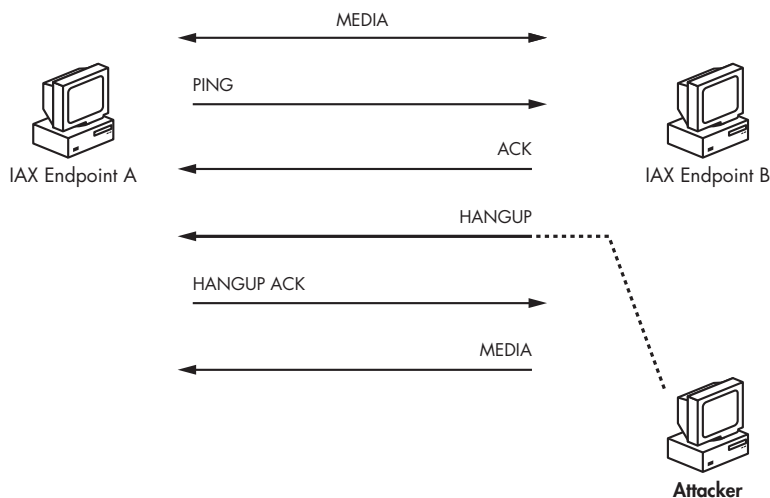 MEDIA
PING
ACK
IAX Endpoint A
IAX Endpoint B
HANGUP
HANGUP ACK
MEDIA
Attacker